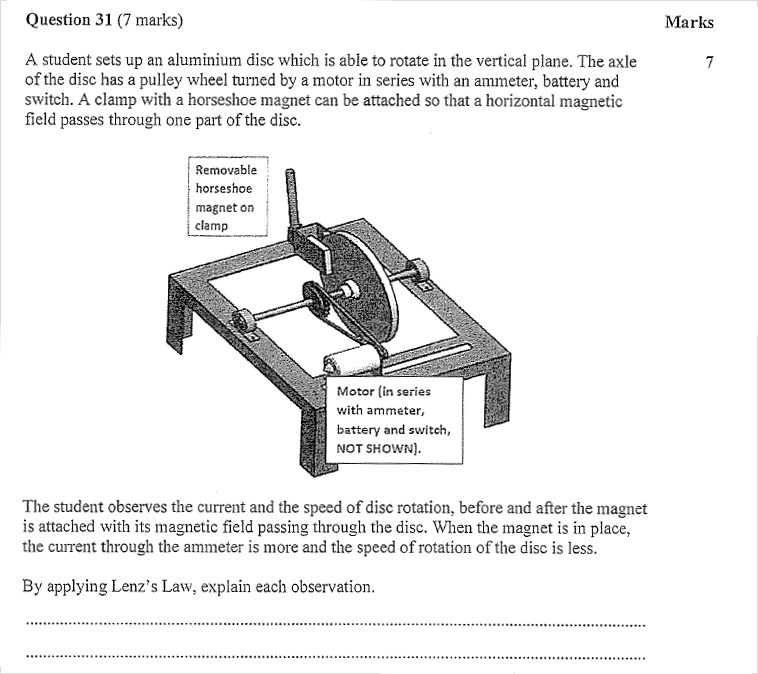 Question 31 (7 marks)
Marks
A student sets up an aluminium disc which is able to rotate in the vertical plane. The axle
7
of the disc has a pulley wheel turned by a motor in series with an ammeter, battery and
switch. A clamp with a horseshoe magnet can be attached so that a horizontal magnetic
field passes through one part of the disc.
Removable
horseshoe
magnet on
clamp
Motor (in series
with ammeter,
battery and switch,
NOT SHOWN).
The student observes the current and the speed of disc rotation, before and after the magnet
is attached with its magnetic field passing through the disc. When the magnet is in place,
the current through the ammeter is more and the speed of rotation of the disc is less.
By applying Lenz's Law, explain each observation.